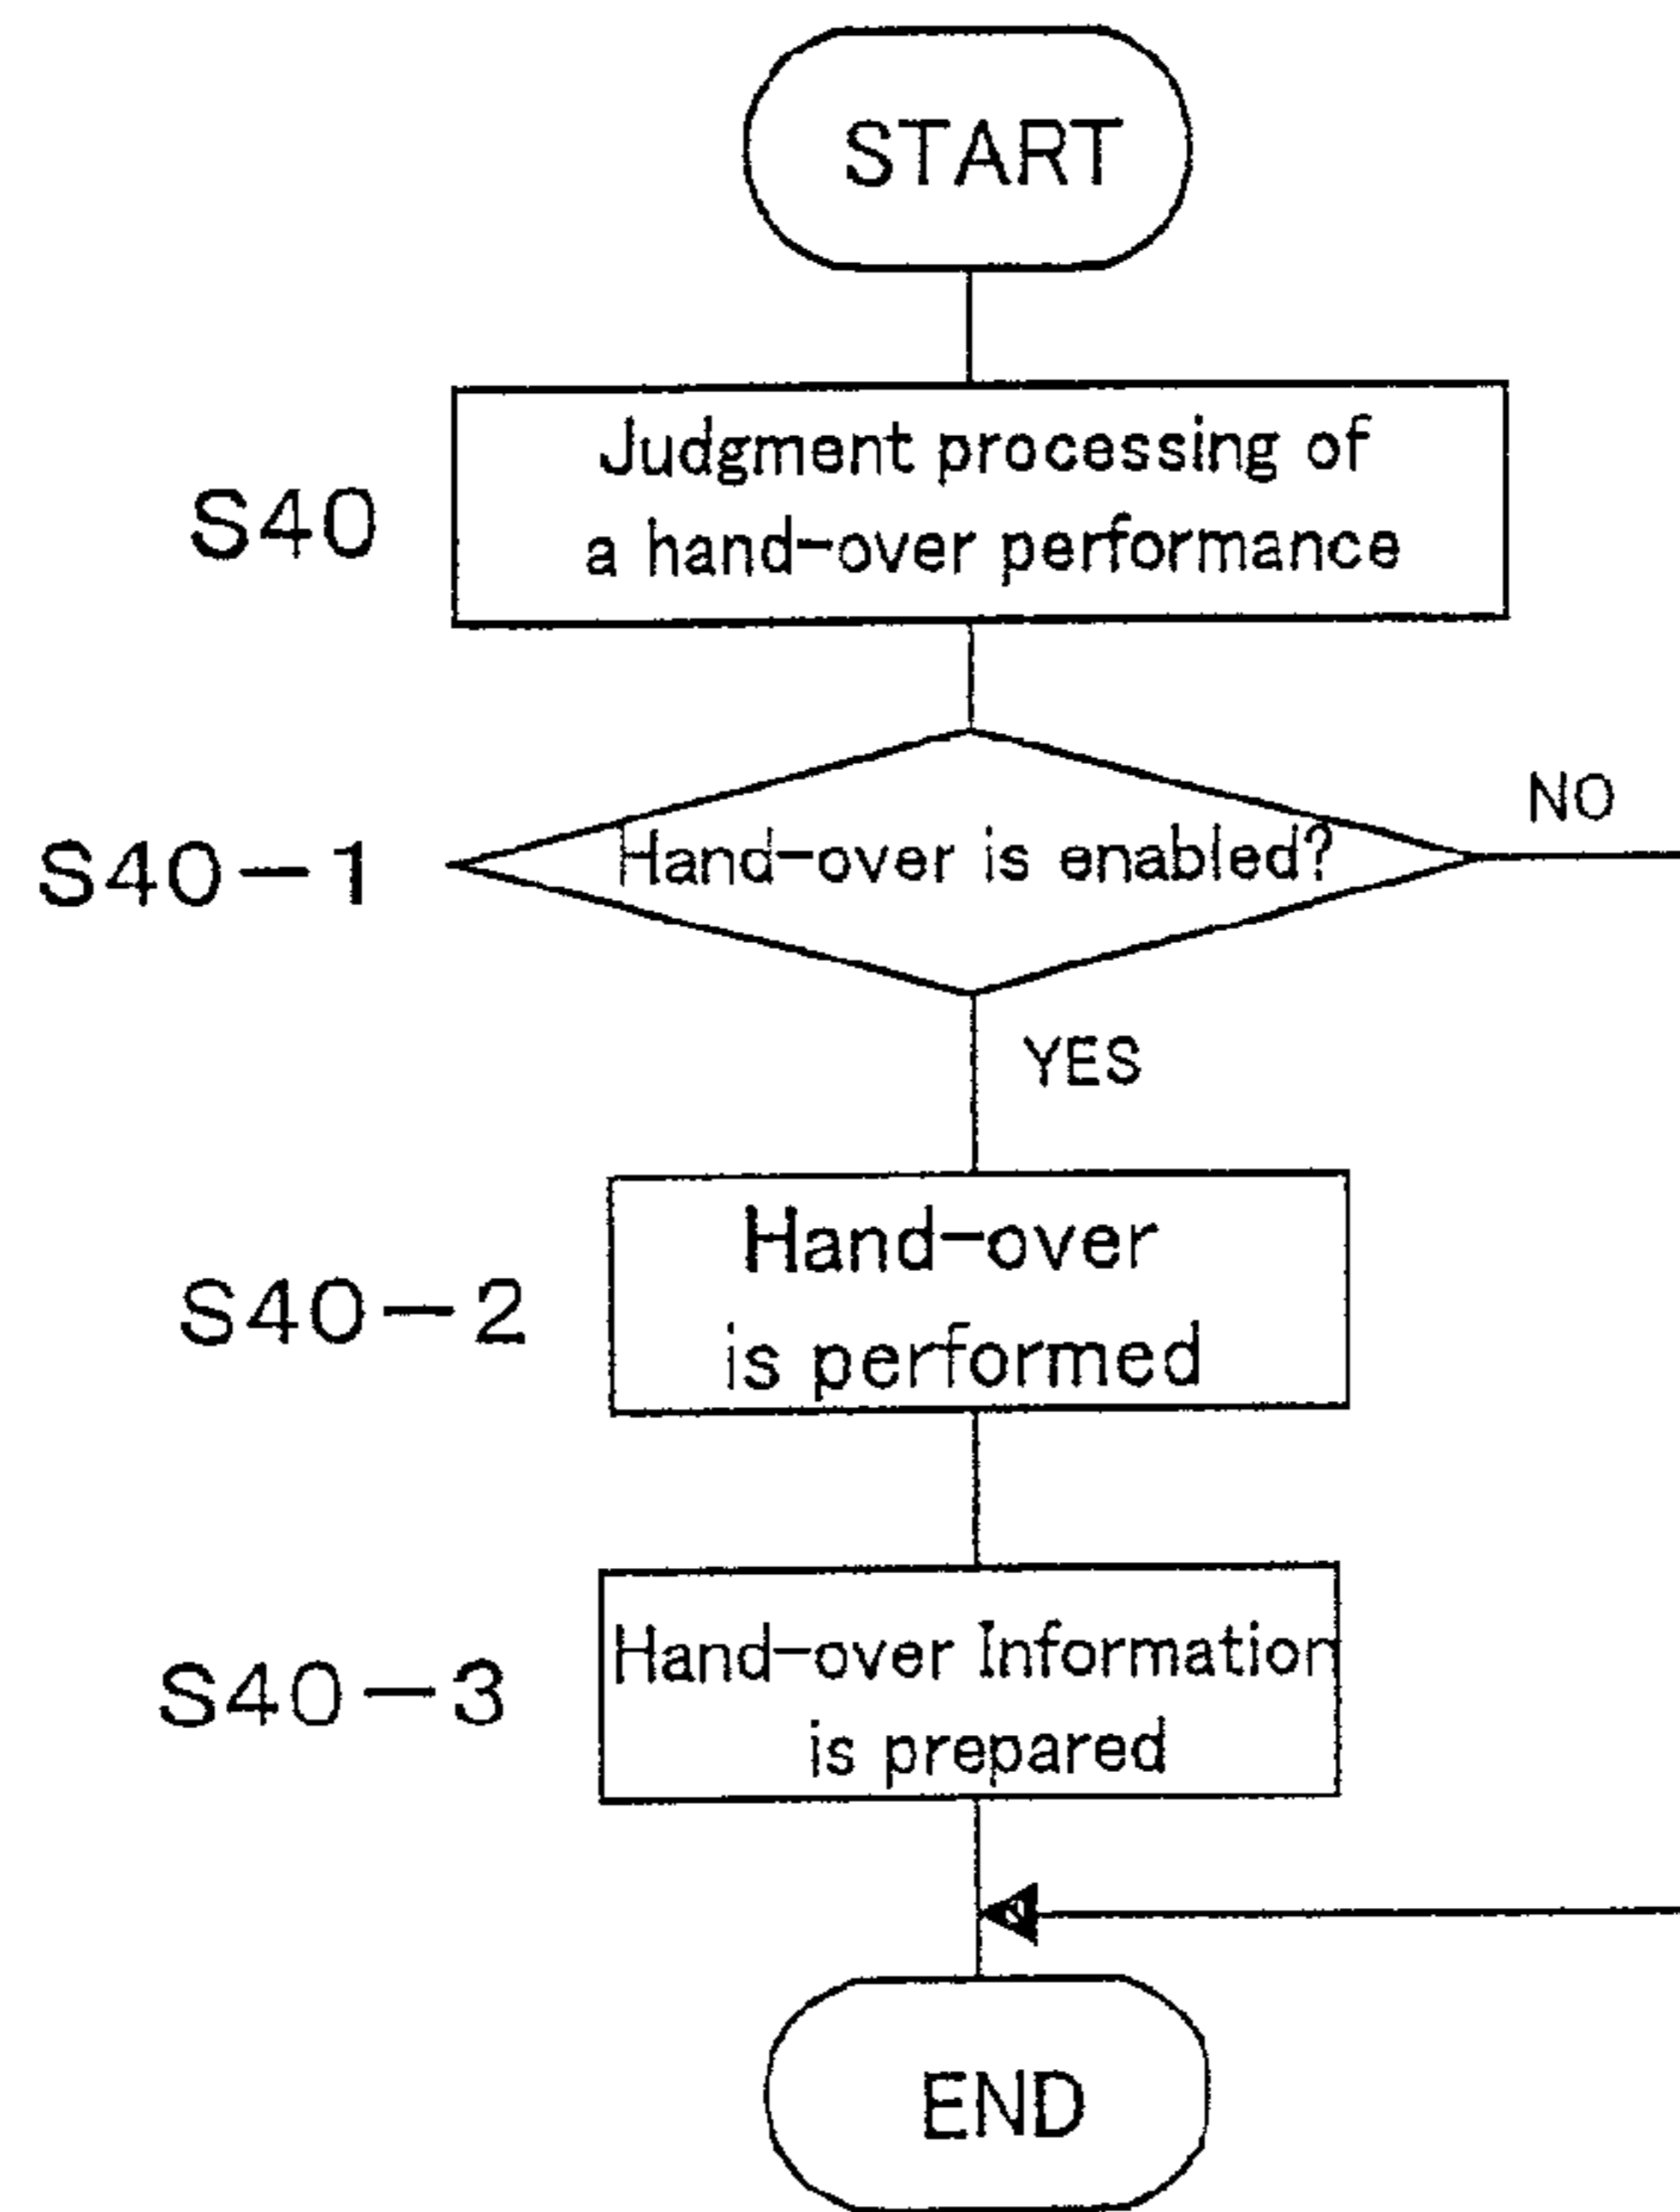 START
S40
Judgment processing of
a hand-over performance
S40-1
Hand-over is enabled?
NO
YES
S40-2
Hand-over
is performed
S40-3
Hand-over Information
is prepared
END